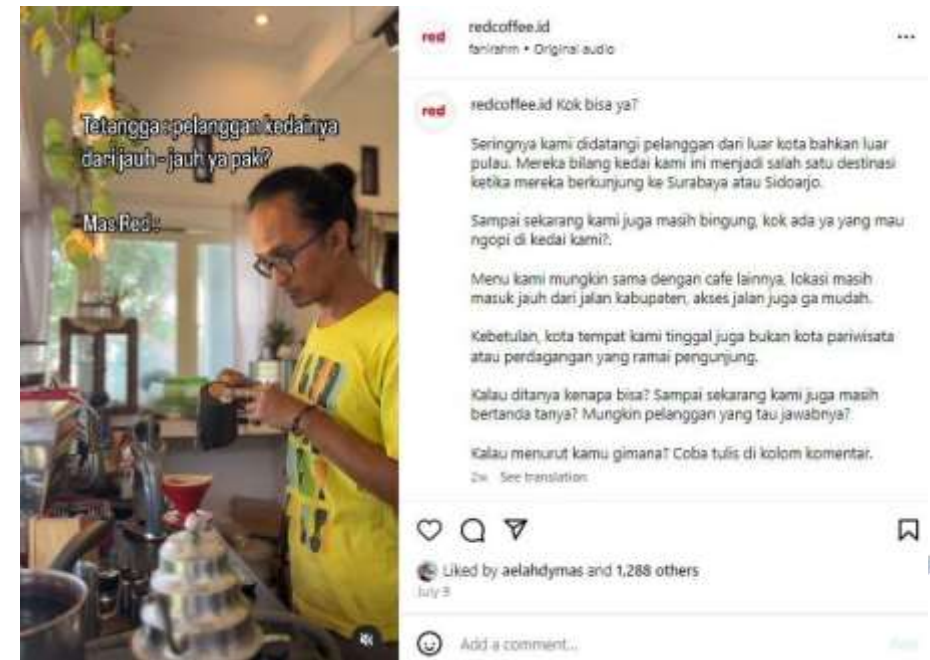 Tetangga : pelanggan kedainya
dari jauh - jauh ya pak?
Mas Red :
red
redcoffee.id
fanirahm • Original audio
red
redcoffee.id Kok bisa ya?
Seringnya kami didatangi pelanggan dari luar kota bahkan luar
pulau. Mereka bilang kedai kami ini menjadi salah satu destinasi
ketika mereka berkunjung ke Surabaya atau Sidoarjo.
Sampai sekarang kami juga masih bingung, kok ada ya yang mau
ngopi di kedai kami?.
Menu kami mungkin sama dengan cafe lainnya, lokasi masih
masuk jauh dari jalan kabupaten, akses jalan juga ga mudah.
Kebetulan, kota tempat kami tinggal juga bukan kota pariwisata
atau perdagangan yang ramai pengunjung.
Kalau ditanya kenapa bisa? Sampai sekarang kami juga masih
bertanda tanya? Mungkin pelanggan yang tau jawabnya?
Kalau menurut kamu gimana? Coba tulis di kolom komentar.
2w See translation
Liked by aelahdymas and 1,288 others
July 9
Add a comment...
Post